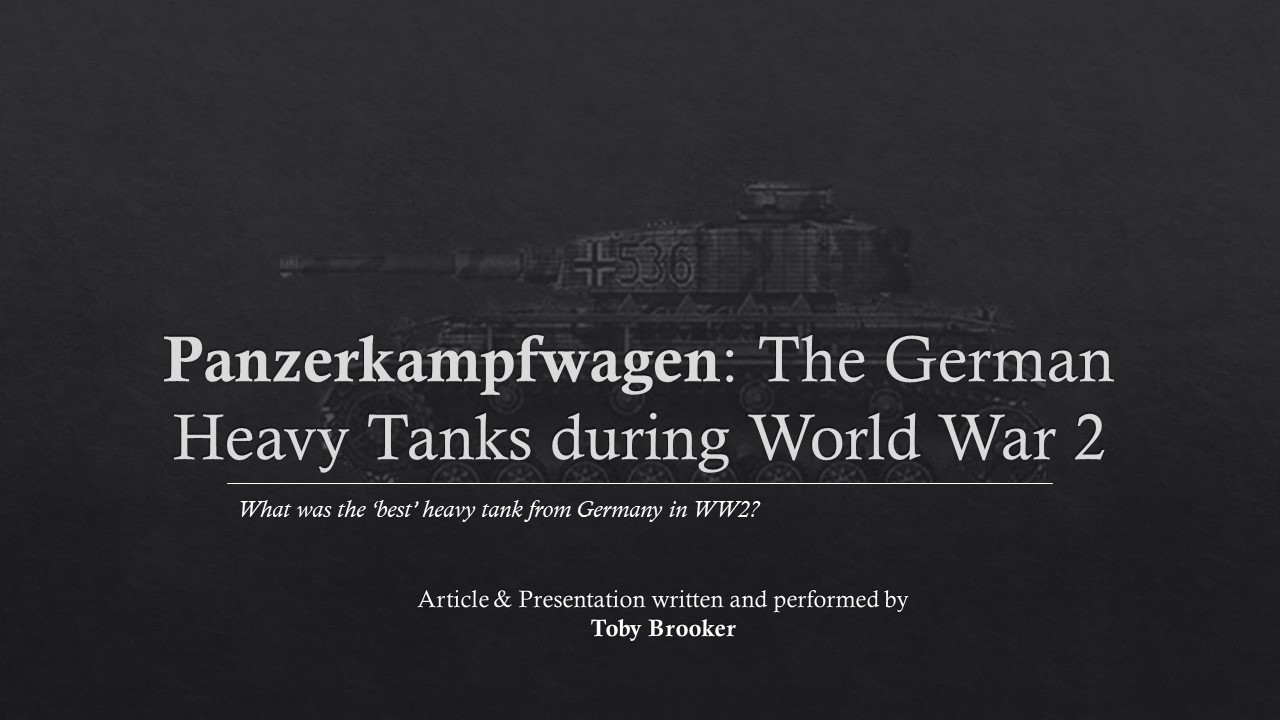 536
Panzerkampfwagen: The German
Heavy Tanks during World War 2
What was the ‘best’ heavy tank from Germany in WW2?
Article & Presentation written and performed by
Toby Brooker